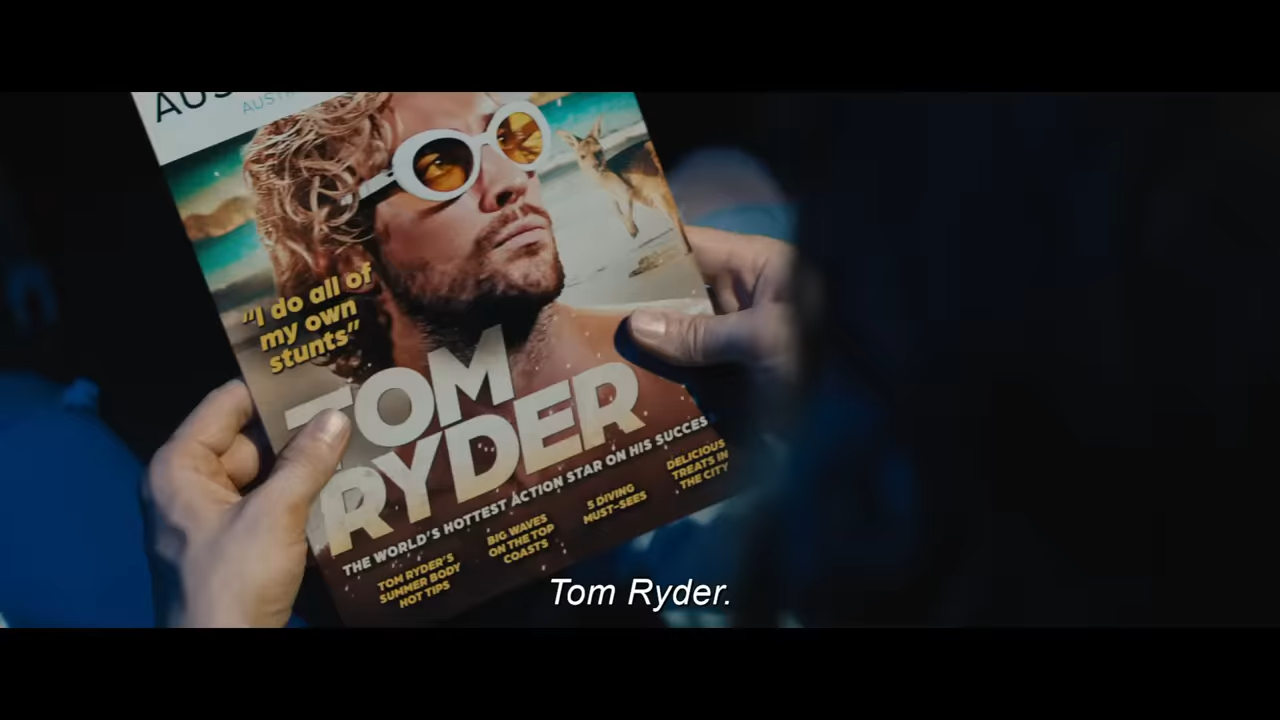 "I do all of
my own
stunts"
TOM
RYDER
THE WORLD'S HOTTEST ACTION STAR ON HIS SUCCES
TOM RYDER'S
SUMMER BODY
HOT TIPS
BIG WAVES
ON THE TOP
COASTS
5 DIVING
MUST-SEES
DELICIOUS
TREATS IN
THE CITY
Tom Ryder.